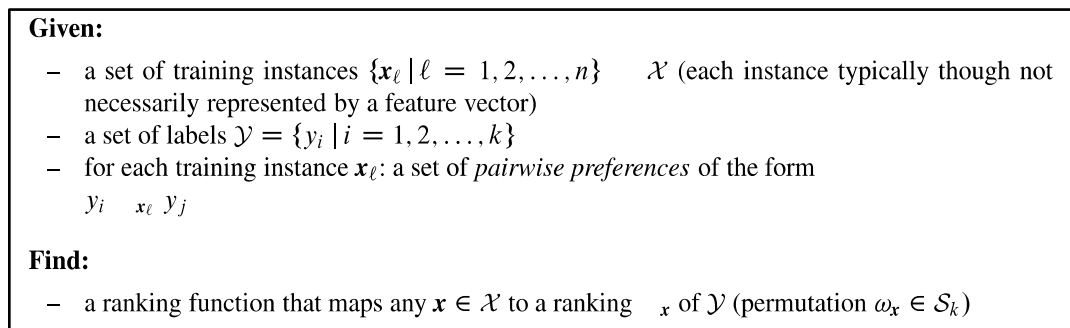 Given:
– a set of training instances {x_ℓ | ℓ = 1, 2, . . . , n} 𝒳 (each instance typically though not
necessarily represented by a feature vector)
– a set of labels 𝒴 = {y_i | i = 1, 2, . . . , k}
– for each training instance x_ℓ: a set of pairwise preferences of the form
y_i x_ℓ y_j
Find:
– a ranking function that maps any x ∈ 𝒳 to a ranking x of 𝒴 (permutation ω_x ∈ 𝒮_k)